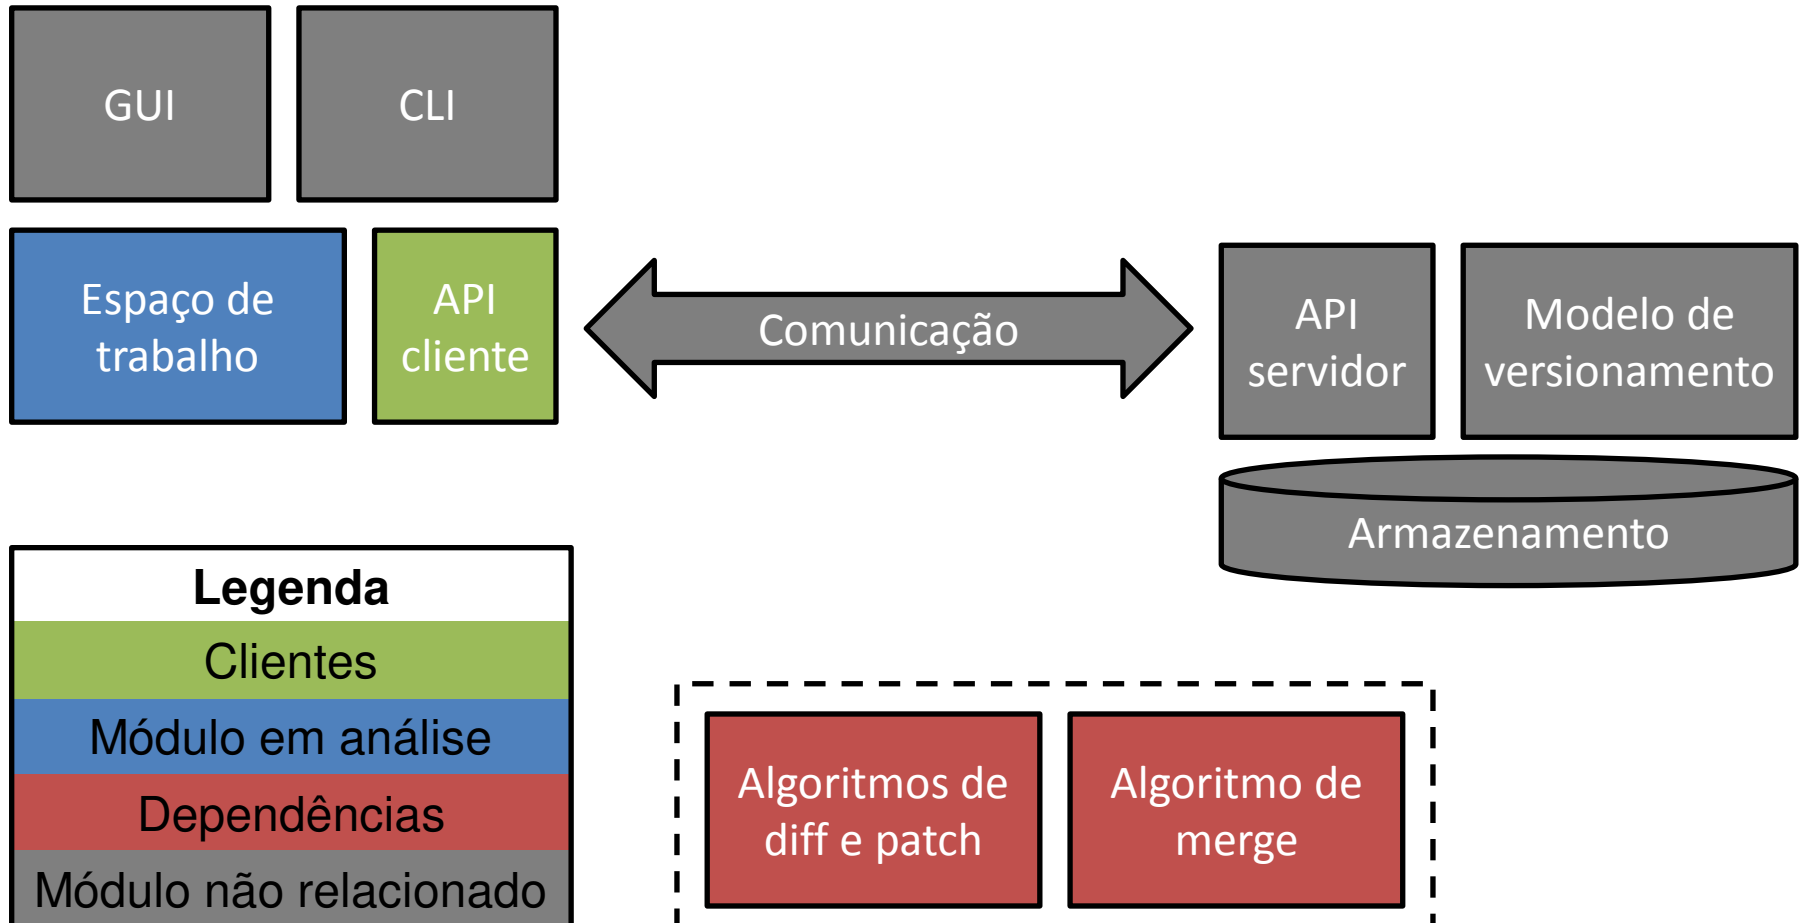 GUI
CLI
Espaço de
trabalho
API
cliente
Comunicação
API
servidor
Modelo de
versionamento
Armazenamento
Legenda
Clientes
Módulo em análise
Dependências
Módulo não relacionado
Algoritmos de
diff e patch
Algoritmo de
merge